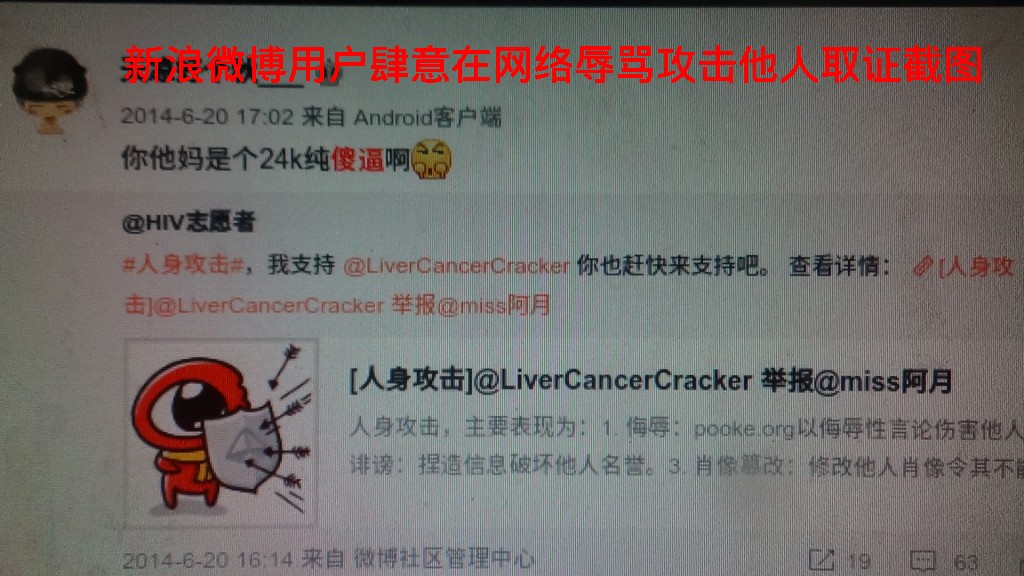 新浪微博用户肆意在网络辱骂攻击他人取证截图
2014-6-20 17:02 来自 Android客户端
你他妈是个24k纯傻逼啊
@HIV志愿者
#人身攻击#，我支持 @LiverCancerCracker 你也赶快来支持吧。 查看详情： [人身攻
击]@LiverCancerCracker 举报@miss阿月
[人身攻击]@LiverCancerCracker 举报@miss阿月
人身攻击，主要表现为：1. 侮辱：pooke.org以侮辱性言论伤害他人
诽谤：捏造信息破坏他人名誉。3. 肖像篡改：修改他人肖像令其不
2014-6-20 16:14 来自 微博社区管理中心
19
63